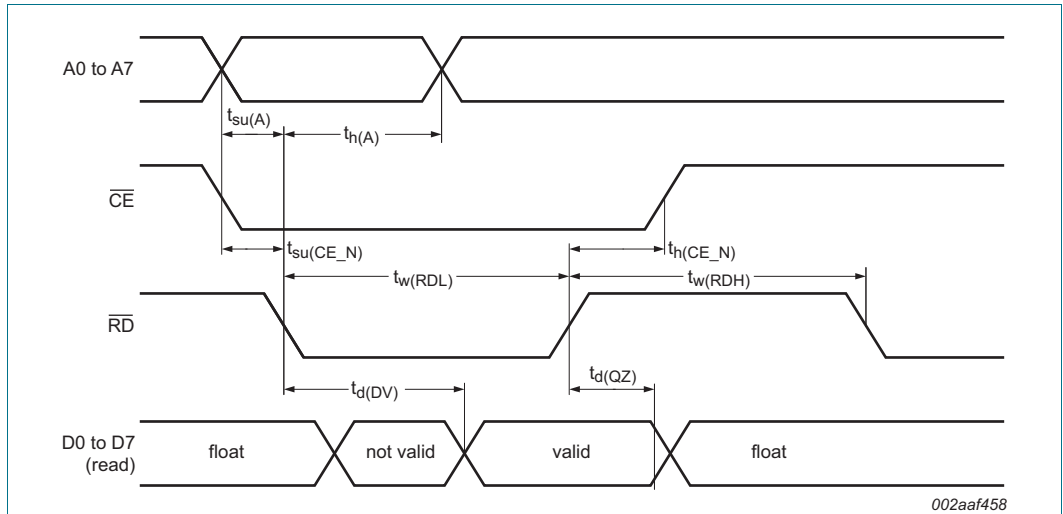 A0 to A7
tsu(A)
th(A)
CE
tsu(CE_N)
th(CE_N)
tw(RDL)
tw(RDH)
RD
td(DV)
td(QZ)
D0 to D7
(read)
float
not valid
valid
float
002aaf458